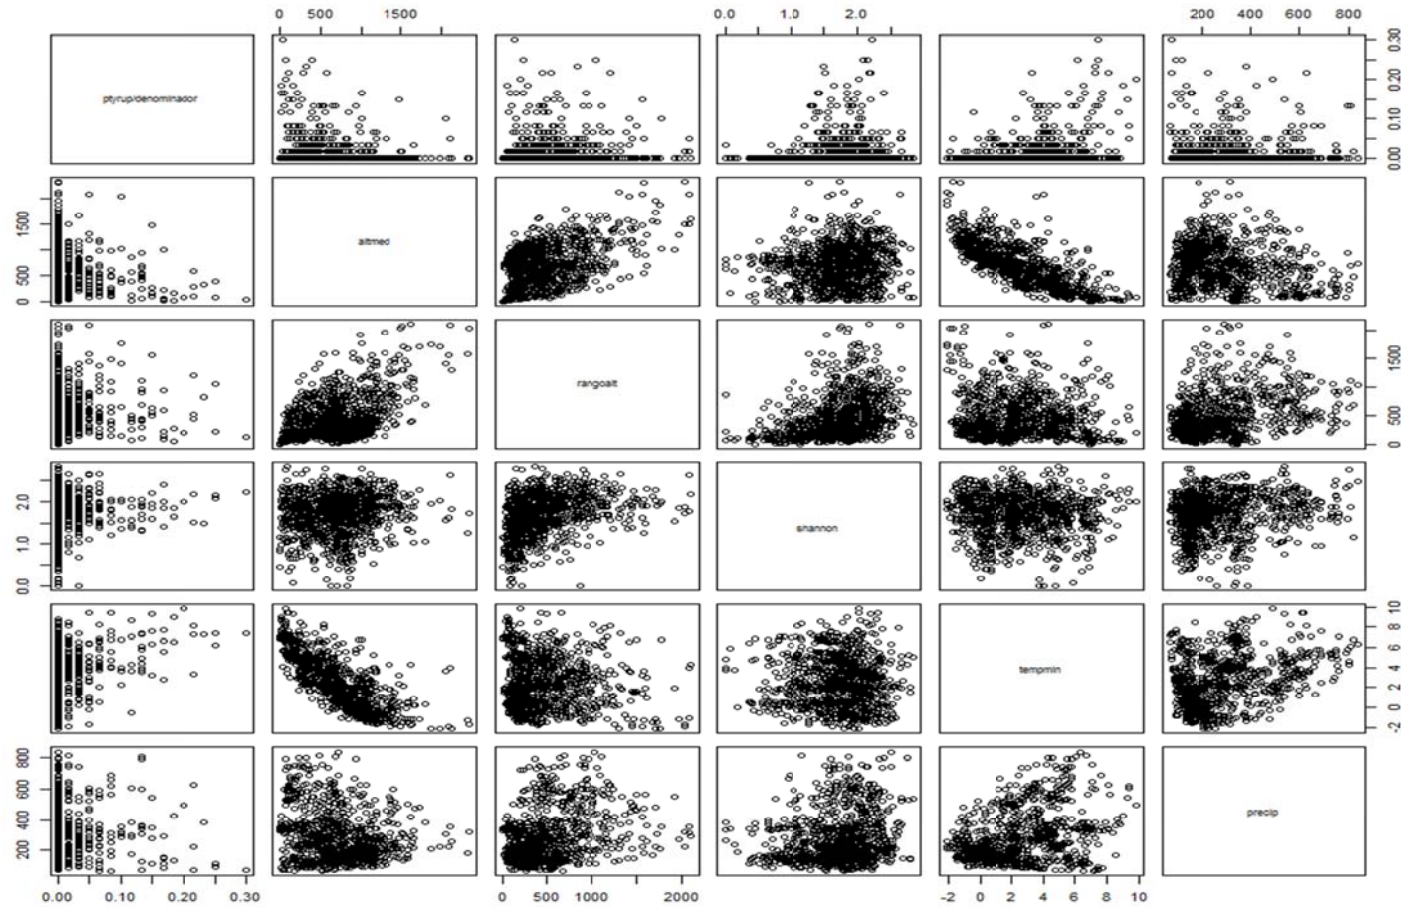 0 500 1500 0.0 1.0 2.0 200 400 600 800
ptyrup/denominador
0.00 0.10 0.20 0.30
0 500 1500
altmed
rangoalt
0 500 1500
0.0 1.0 2.0
shannon
tempmin
-2 0 2 4 6 8 10
200 400 600 800
precip
0.00 0.10 0.20 0.30 0 500 1000 2000 -2 0 2 4 6 8 10